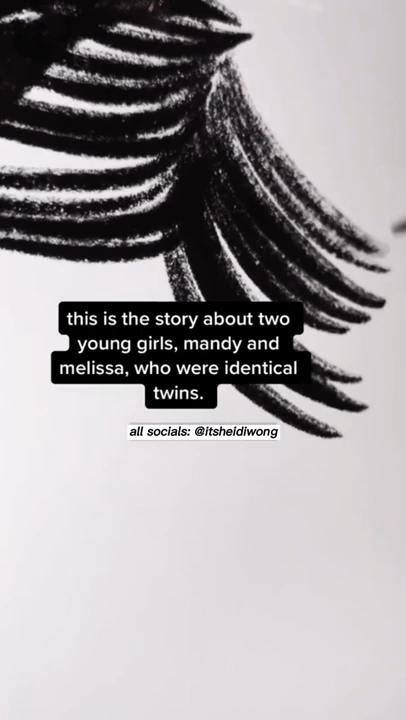 this is the story about two
young girls, mandy and
melissa, who were identical
twins.
all socials: @itsheidiwong